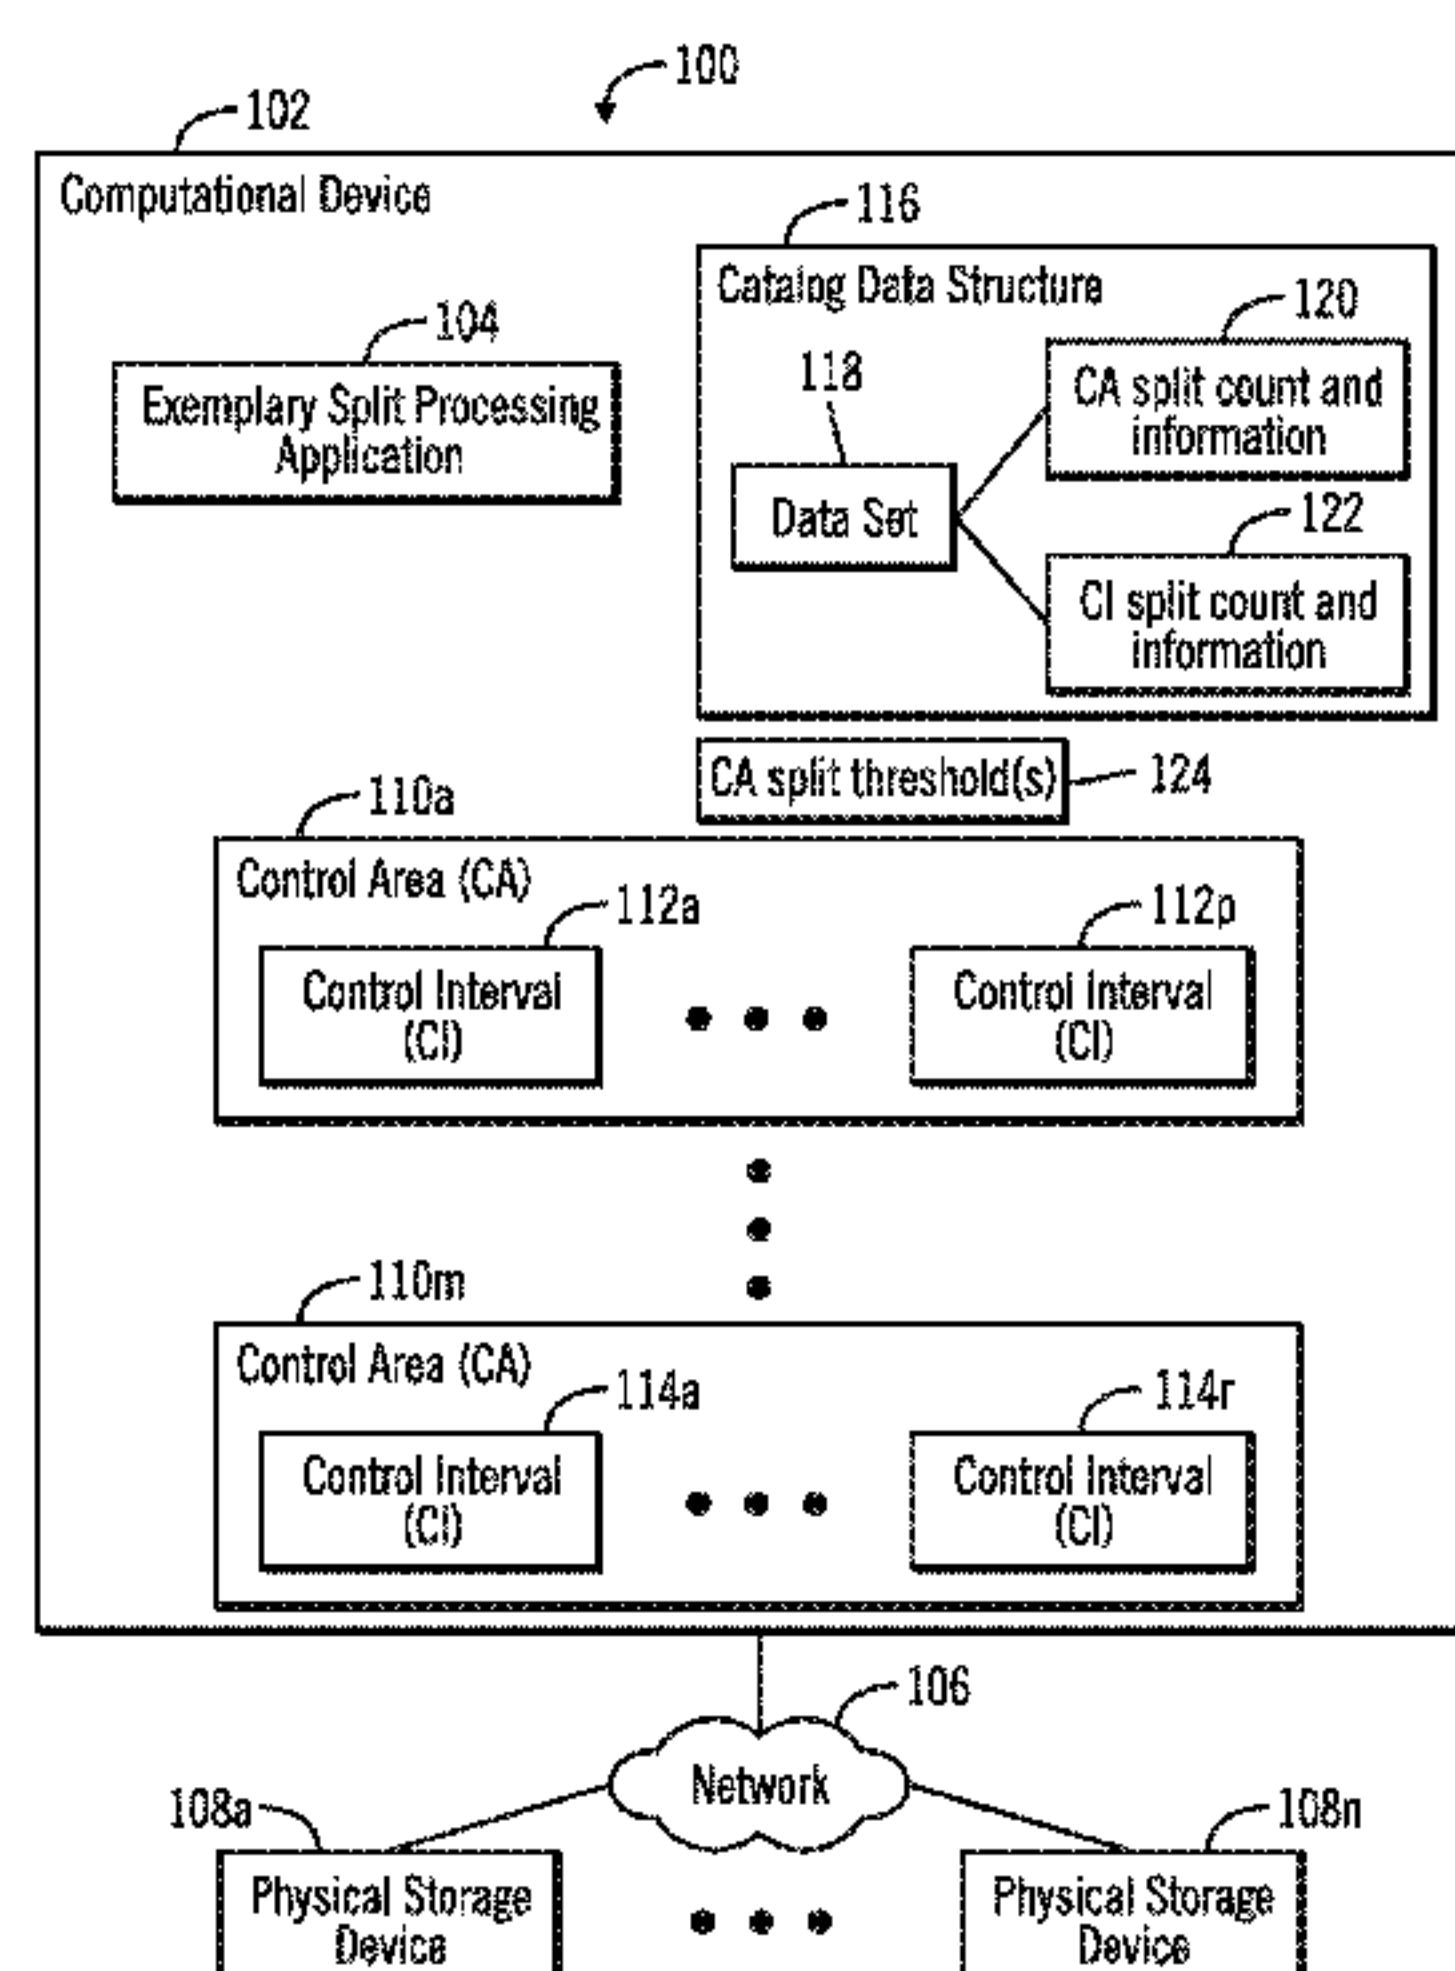 100
102
Computational Device
116
Catalog Data Structure
120
104
CA split count and
information
118
Exemplary Split Processing
Application
Data Set
122
CI split count and
information
CA split threshold(s)
124
110a
Control Area (CA)
112a
112p
Control Interval
(CI)
Control Interval
(CI)
110m
Control Area (CA)
114a
114r
Control Interval
(CI)
Control Interval
(CI)
106
Network
108a
108n
Physical Storage
Device
Physical Storage
Device